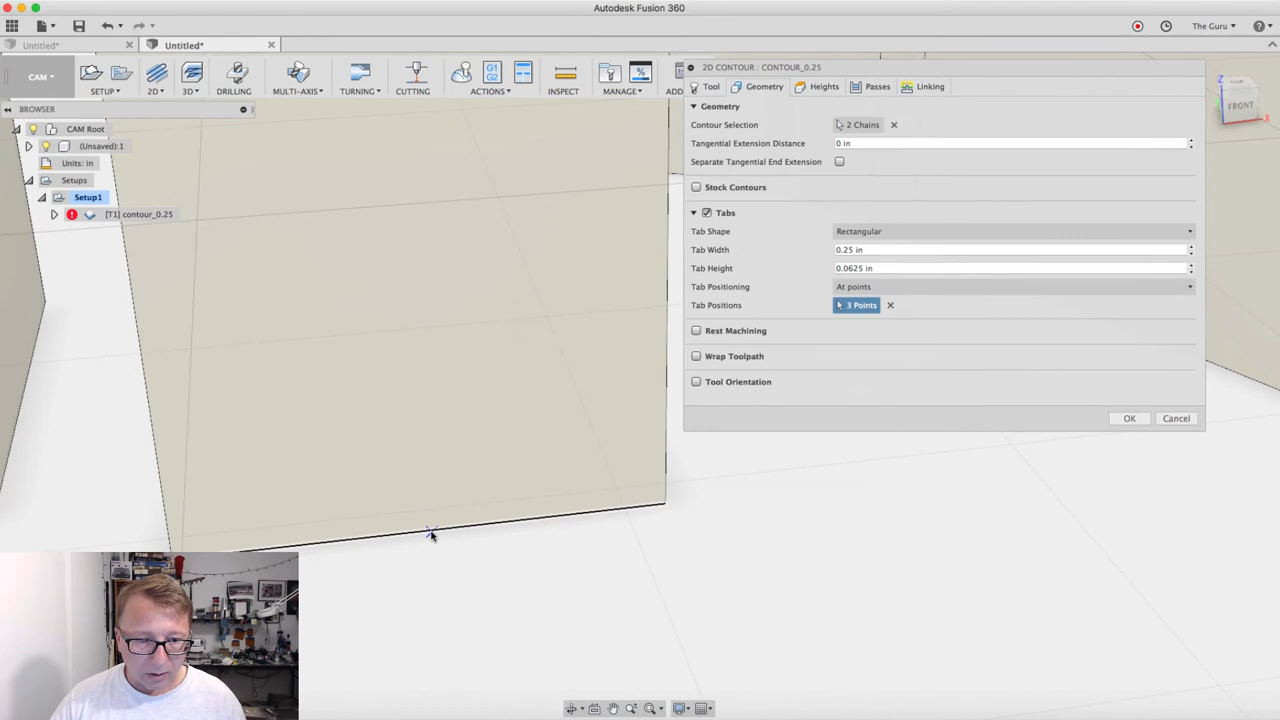 Autodesk Fusion 360
The Guru
Untitled*
Untitled*
CAM
SETUP
2D
3D
DRILLING
MULTI-AXIS
TURNING
CUTTING
G1
G2
ACTIONS
INSPECT
MANAGE
ADD
BROWSER
CAM Root
(Unsaved):1
Units: in
Setups
Setup1
[T1] contour_0.25
2D CONTOUR : CONTOUR_0.25
Tool
Geometry
Heights
Passes
Linking
Geometry
Contour Selection
2 Chains
Tangential Extension Distance
0 in
Separate Tangential End Extension
Stock Contours
Tabs
Tab Shape
Rectangular
Tab Width
0.25 in
Tab Height
0.0625 in
Tab Positioning
At points
Tab Positions
3 Points
Rest Machining
Wrap Toolpath
Tool Orientation
OK
Cancel
Z
FRONT
X